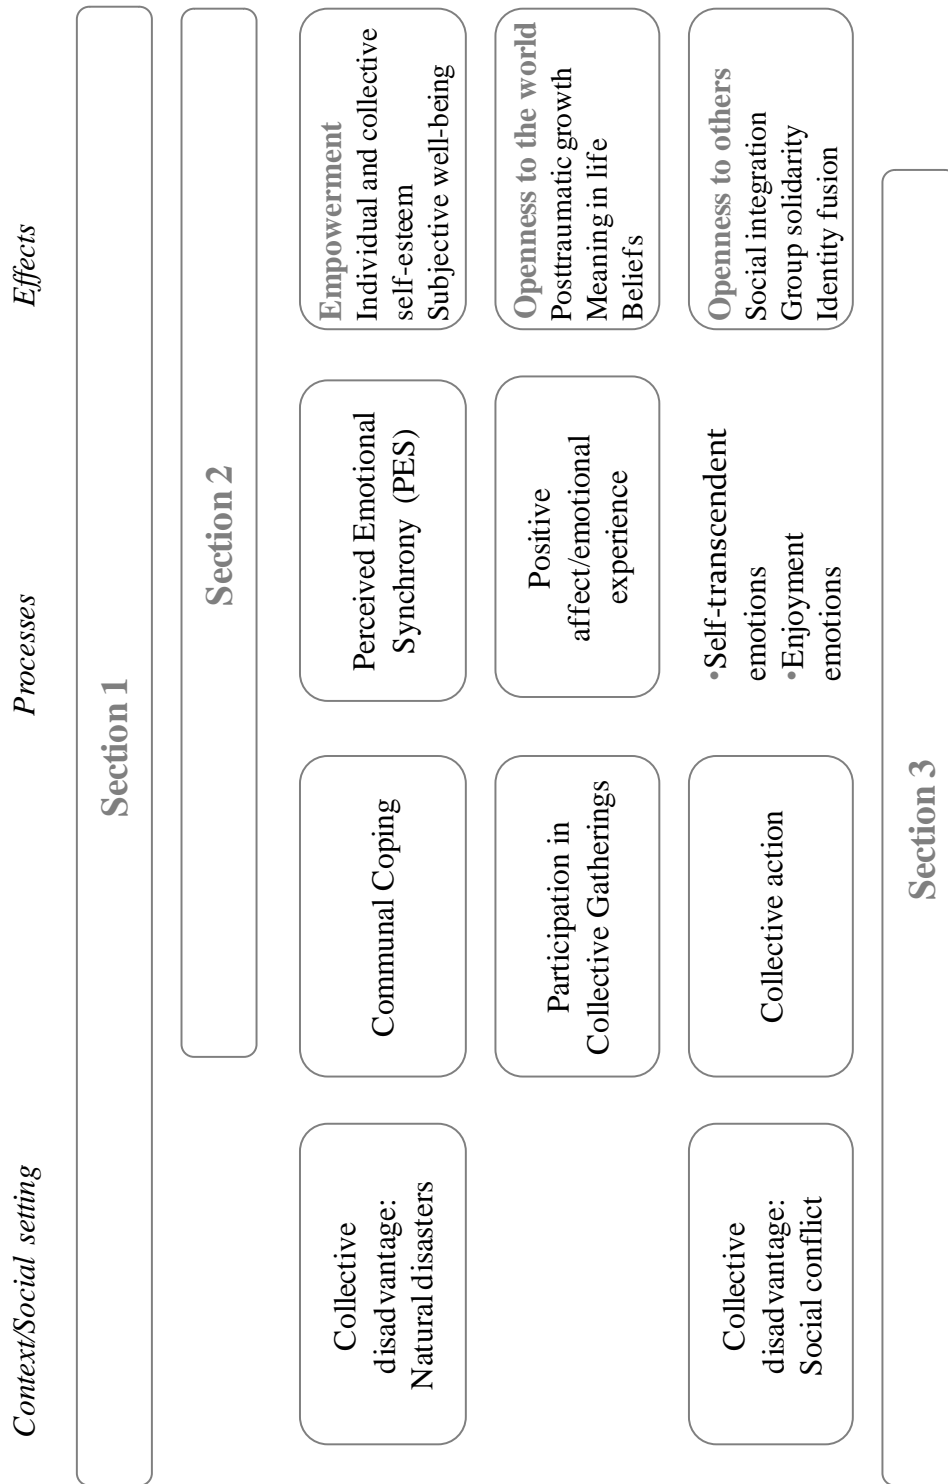 Context/Social setting
Processes
Effects
Section 1
Section 2
Collective
disadvantage:
Natural disasters
Communal Coping
Perceived Emotional
Synchrony (PES)
Empowerment
Individual and collective
self-esteem
Subjective well-being
Participation in
Collective Gatherings
Positive
affect/emotional
experience
Openness to the world
Posttraumatic growth
Meaning in life
Beliefs
Collective
disadvantage:
Social conflict
Collective action
•Self-transcendent
emotions
•Enjoyment
emotions
Openness to others
Social integration
Group solidarity
Identity fusion
Section 3